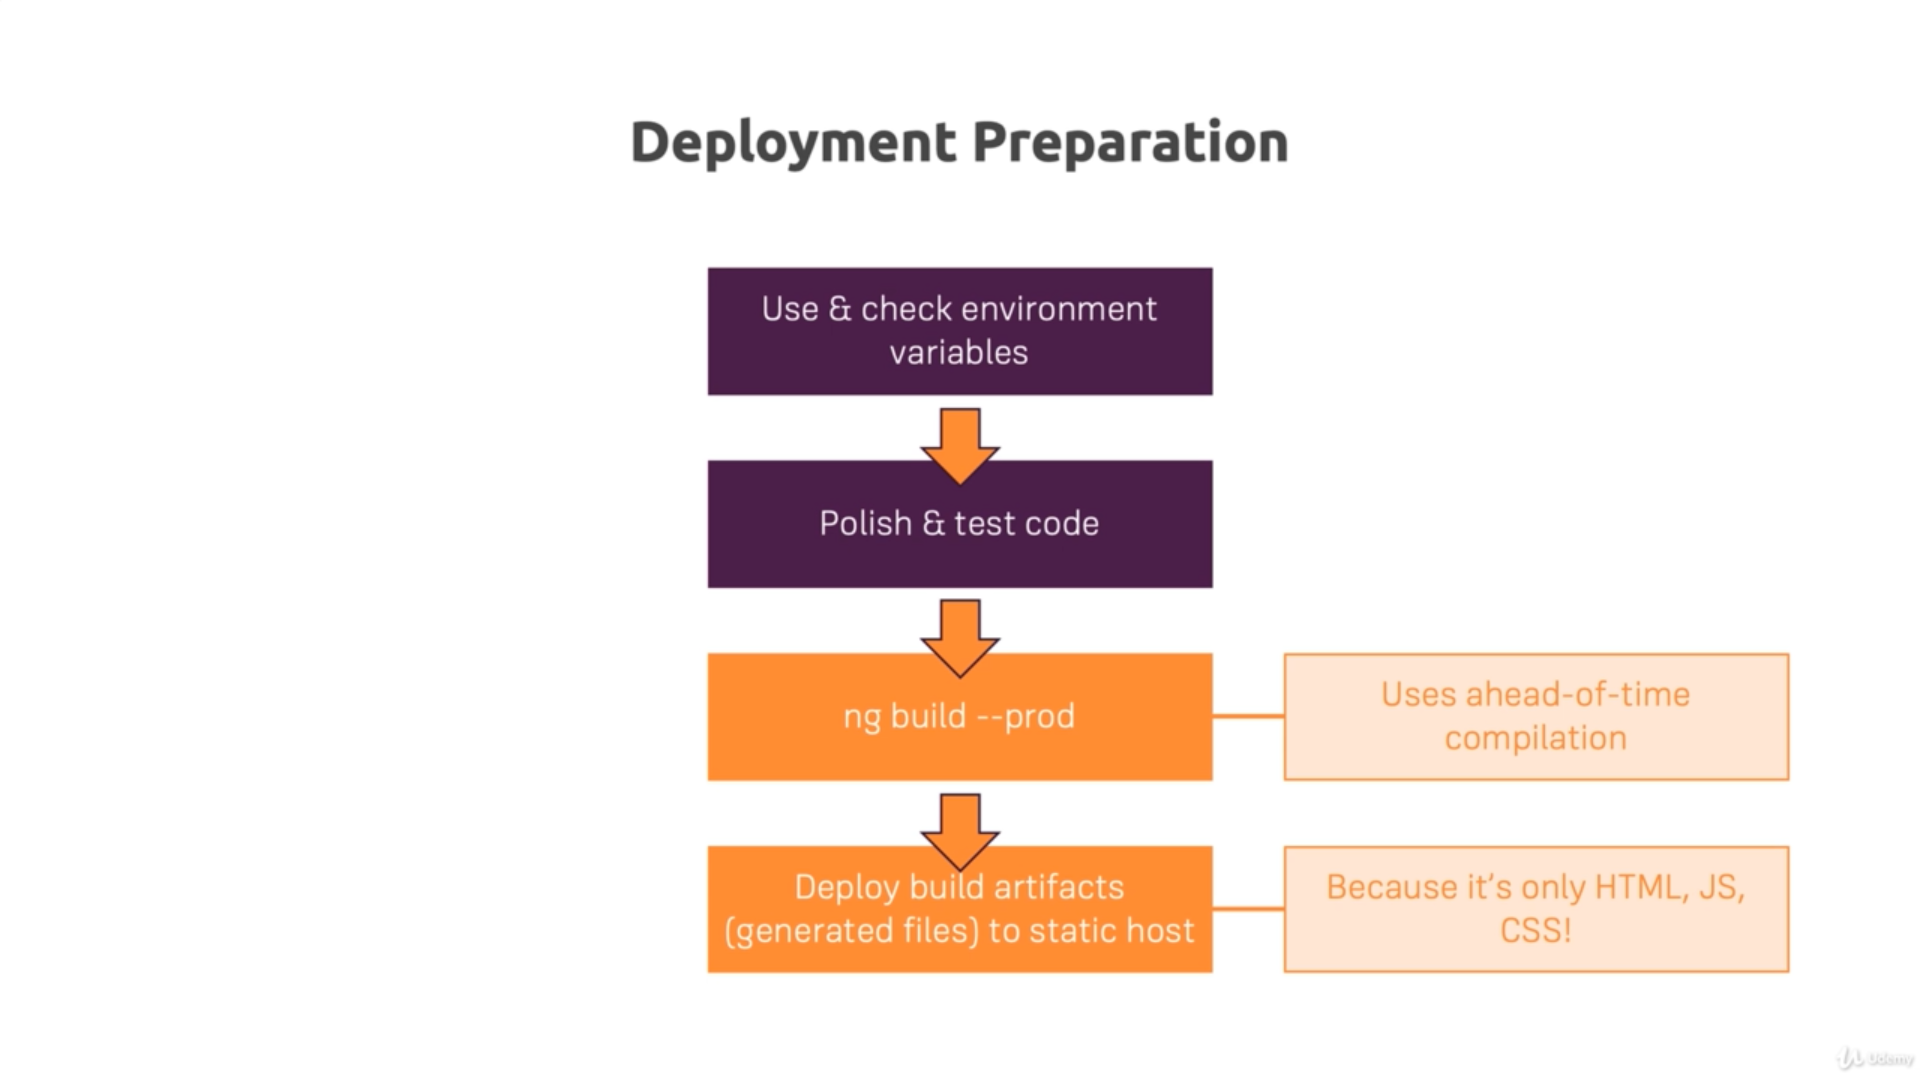 Deployment Preparation
Use & check environment
variables
Polish & test code
ng build --prod
Uses ahead-of-time
compilation
Deploy build artifacts
(generated files) to static host
Because it's only HTML, JS,
CSS!
Udemy